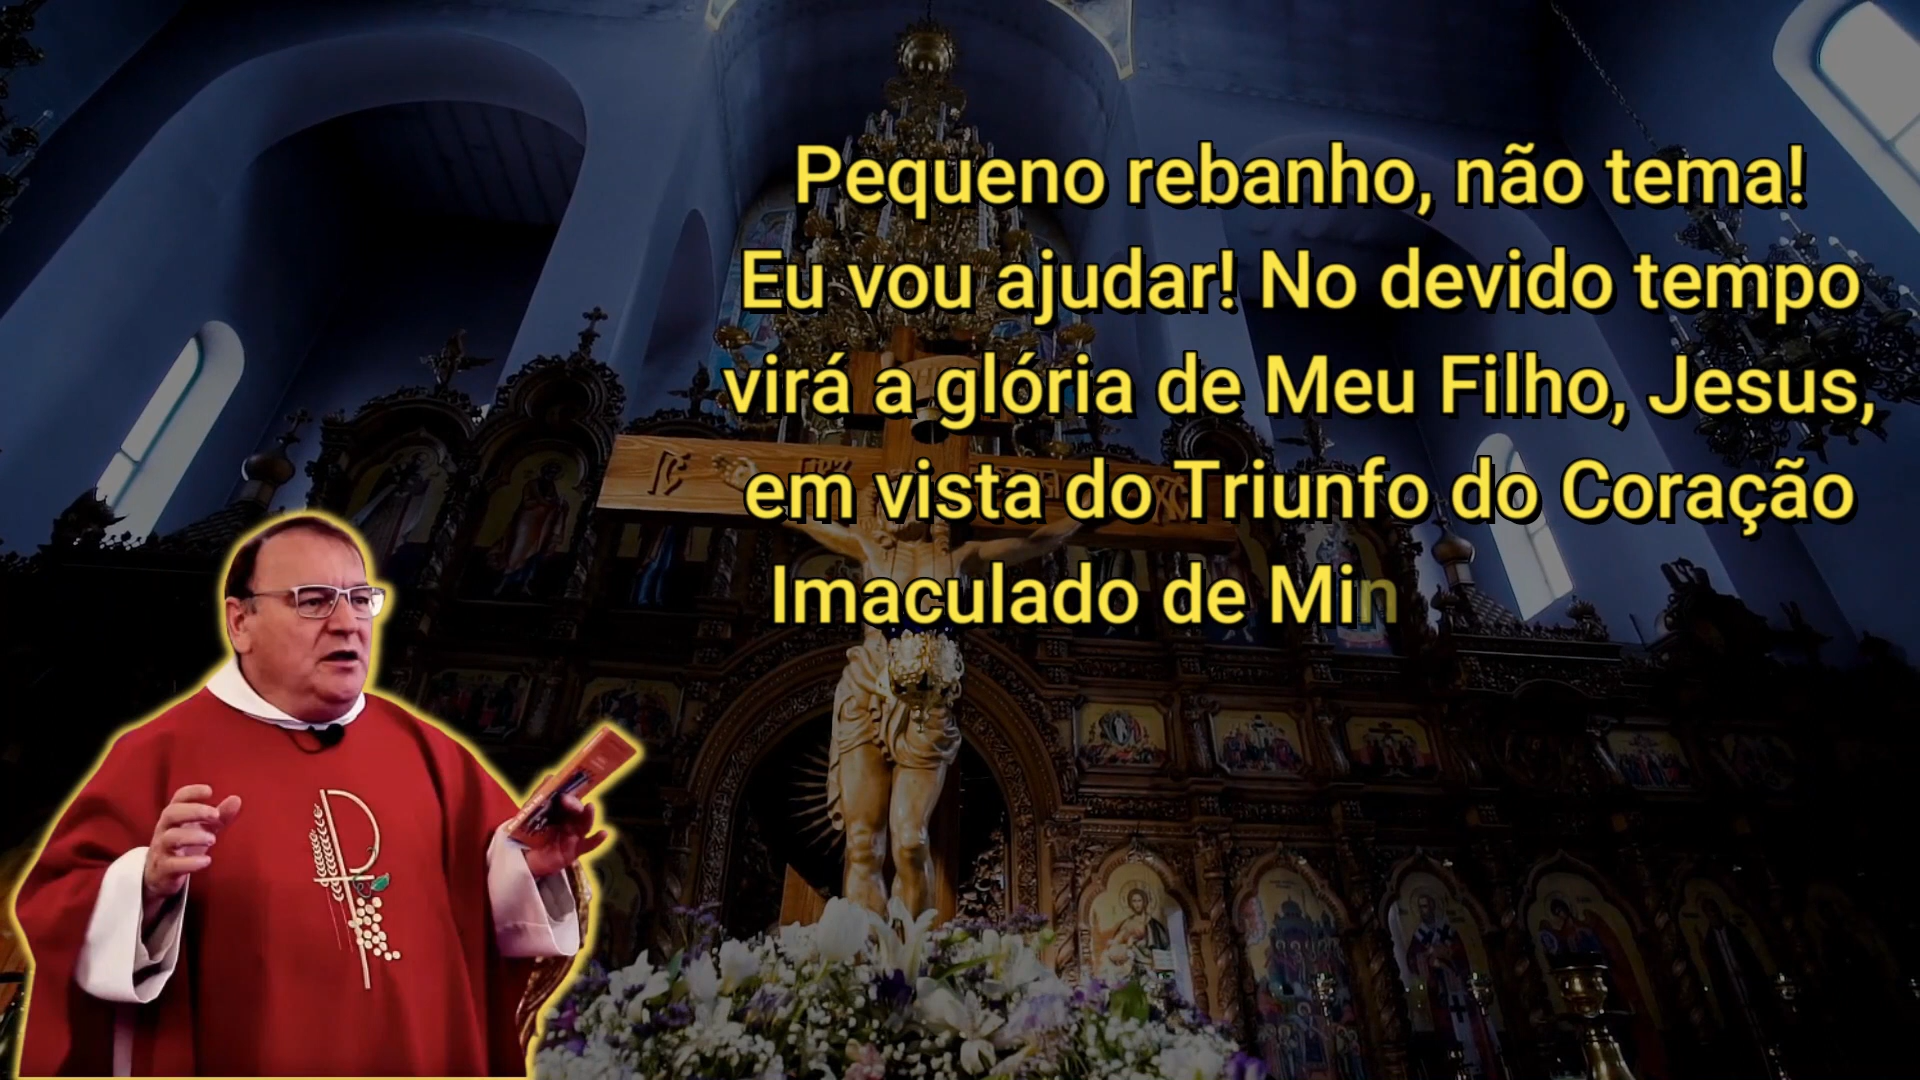 Pequeno rebanho, não tema!
Eu vou ajudar! No devido tempo
virá a glória de Meu Filho, Jesus,
em vista do Triunfo do Coração
Imaculado de Min